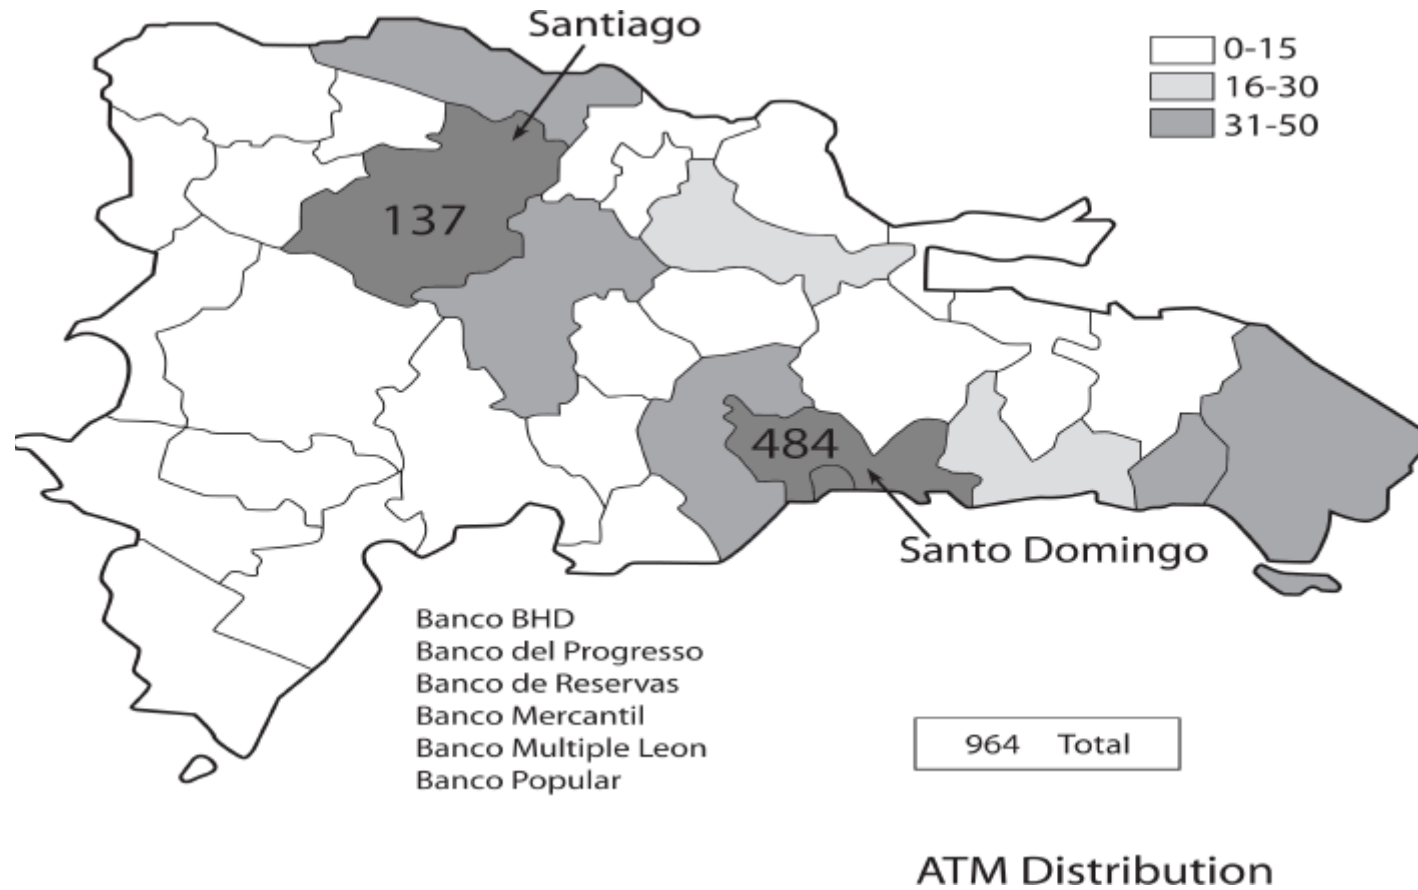 Santiago
0-15
16-30
31-50
137
484
Santo Domingo
Banco BHD
Banco del Progresso
Banco de Reservas
Banco Mercantil
Banco Multiple Leon
Banco Popular
964 Total
ATM Distribution